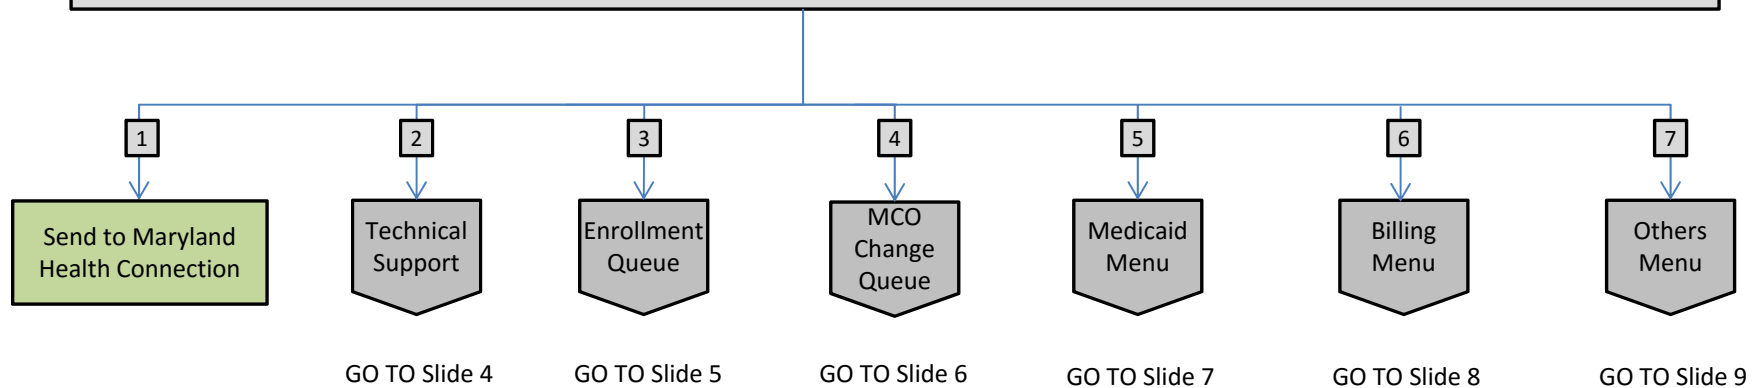 1
2
3
4
5
6
7
Send to Maryland
Health Connection
Technical
Support
Enrollment
Queue
MCO
Change
Queue
Medicaid
Menu
Billing
Menu
Others
Menu
GO TO Slide 4
GO TO Slide 5
GO TO Slide 6
GO TO Slide 7
GO TO Slide 8
GO TO Slide 9